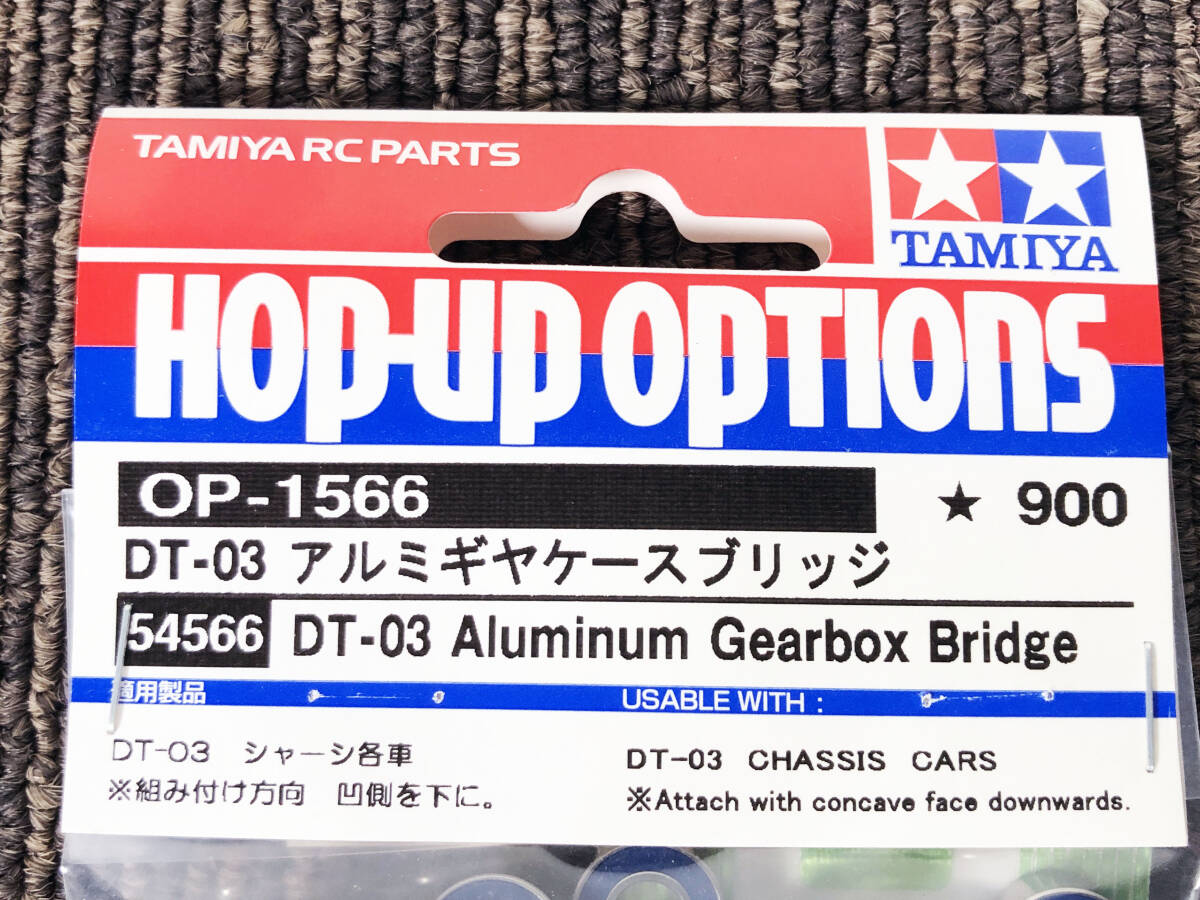 TAMIYA RC PARTS
TAMIYA
HOP-UP OPTIONS
OP-1566
★ 900
DT-03 アルミギヤケースブリッジ
54566 DT-03 Aluminum Gearbox Bridge
適用製品
USABLE WITH :
DT-03 シャーシ各車
※組み付け方向 凹側を下に。
DT-03 CHASSIS CARS
※Attach with concave face downwards.